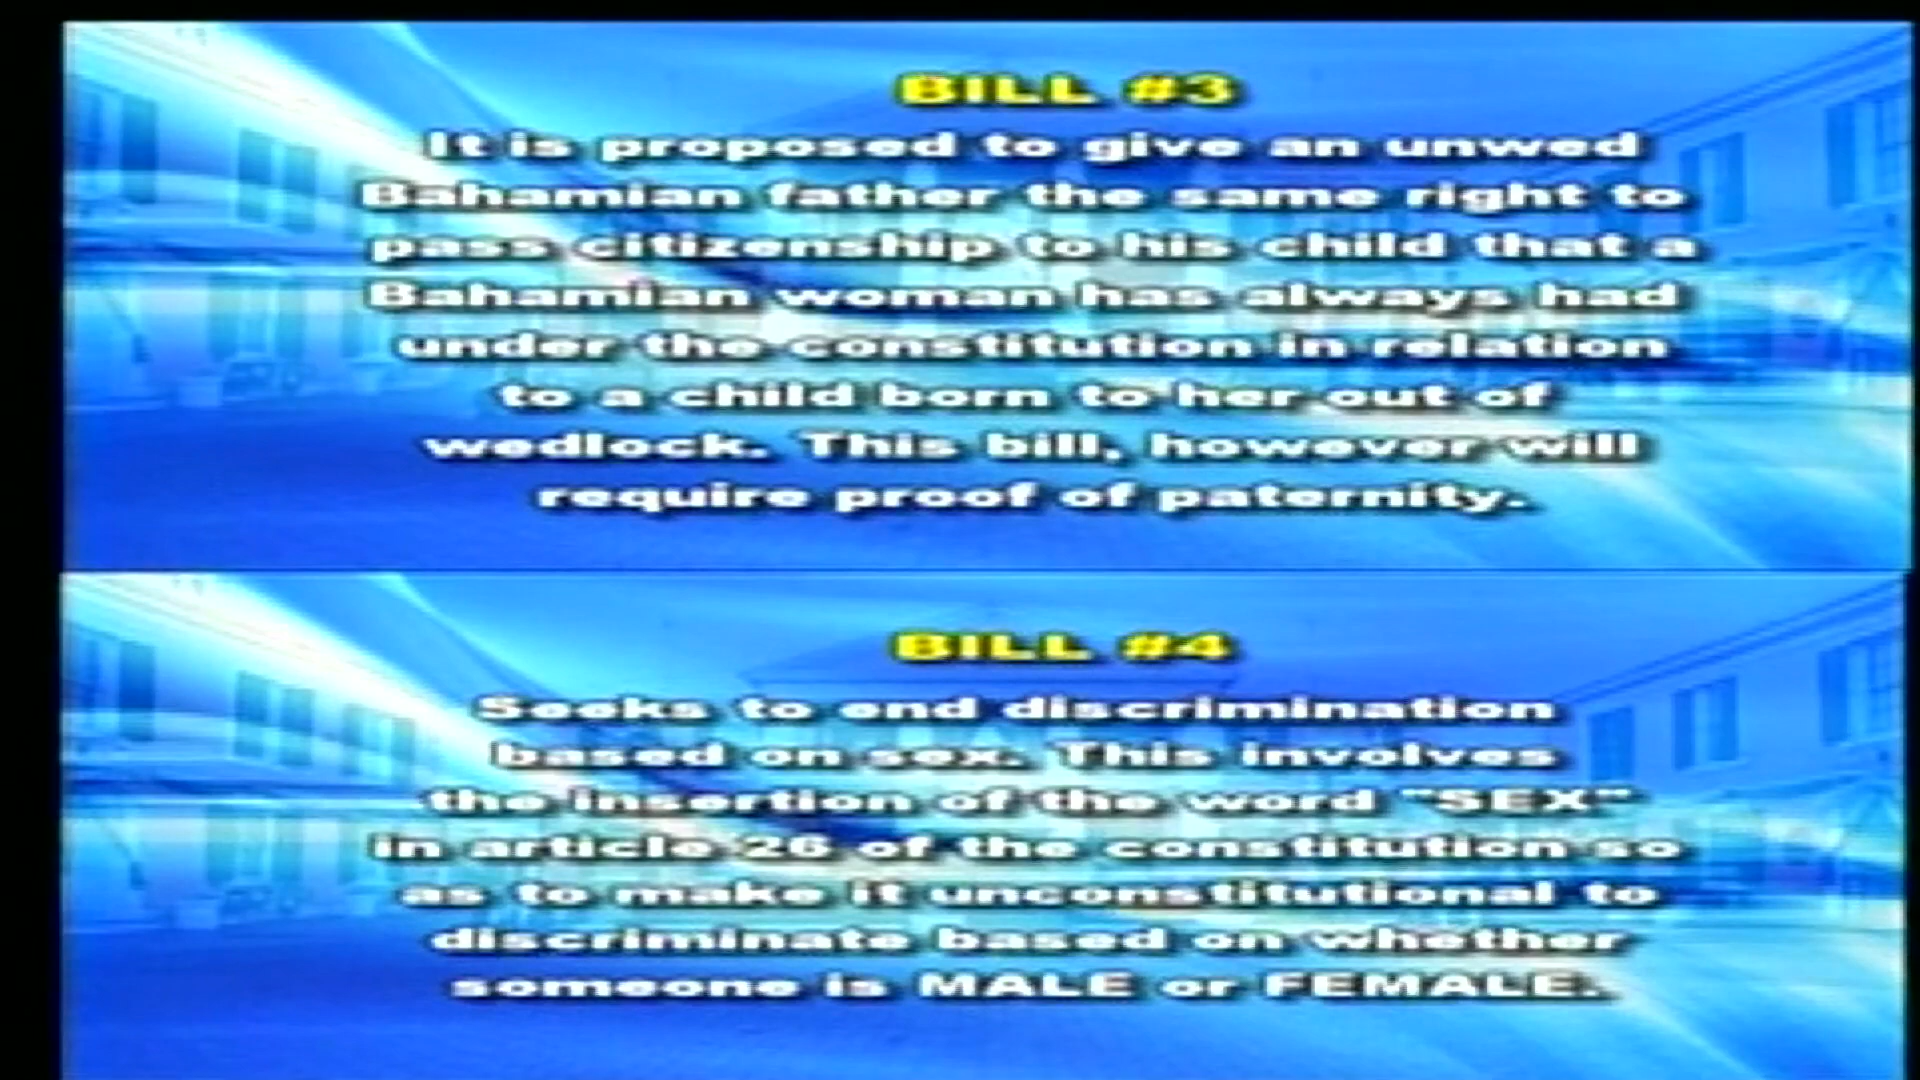 BILL #3
It is proposed to give an unwed
Bahamian father the same right to
pass citizenship to his child that a
Bahamian woman has always had
under the constitution in relation
to a child born to her out of
wedlock. This bill, however will
require proof of paternity.
BILL #4
Seeks to end discrimination
based on sex. This involves
the insertion of the word "SEX"
in article 26 of the constitution so
as to make it unconstitutional to
discriminate based on whether
someone is MALE or FEMALE.